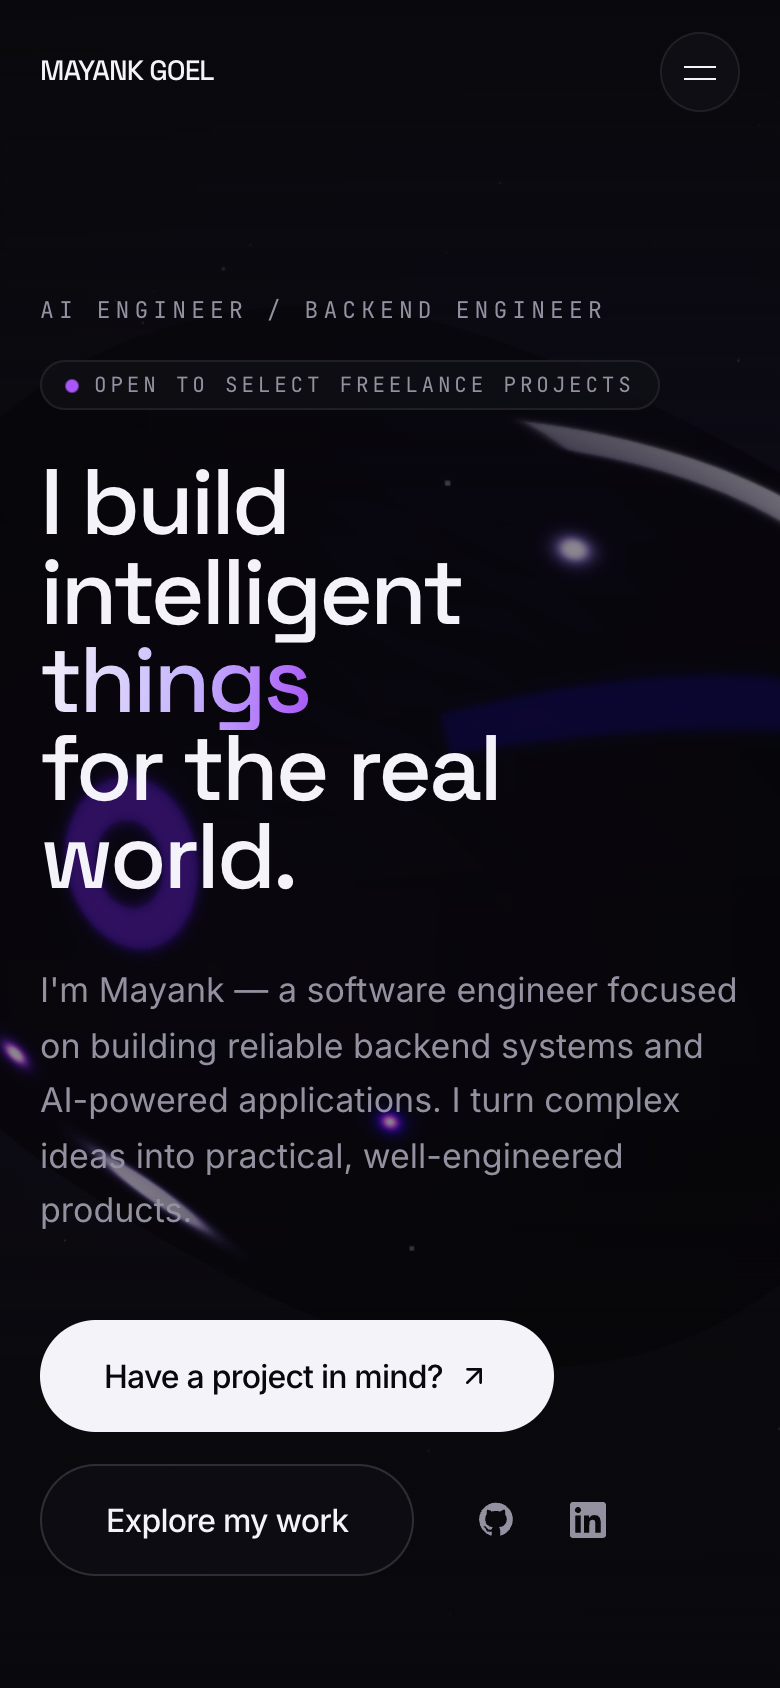 MAYANK GOEL
AI ENGINEER / BACKEND ENGINEER
OPEN TO SELECT FREELANCE PROJECTS
I build
intelligent
things
for the real
world.
I'm Mayank — a software engineer focused
on building reliable backend systems and
AI-powered applications. I turn complex
ideas into practical, well-engineered
products.
Have a project in mind?
Explore my work